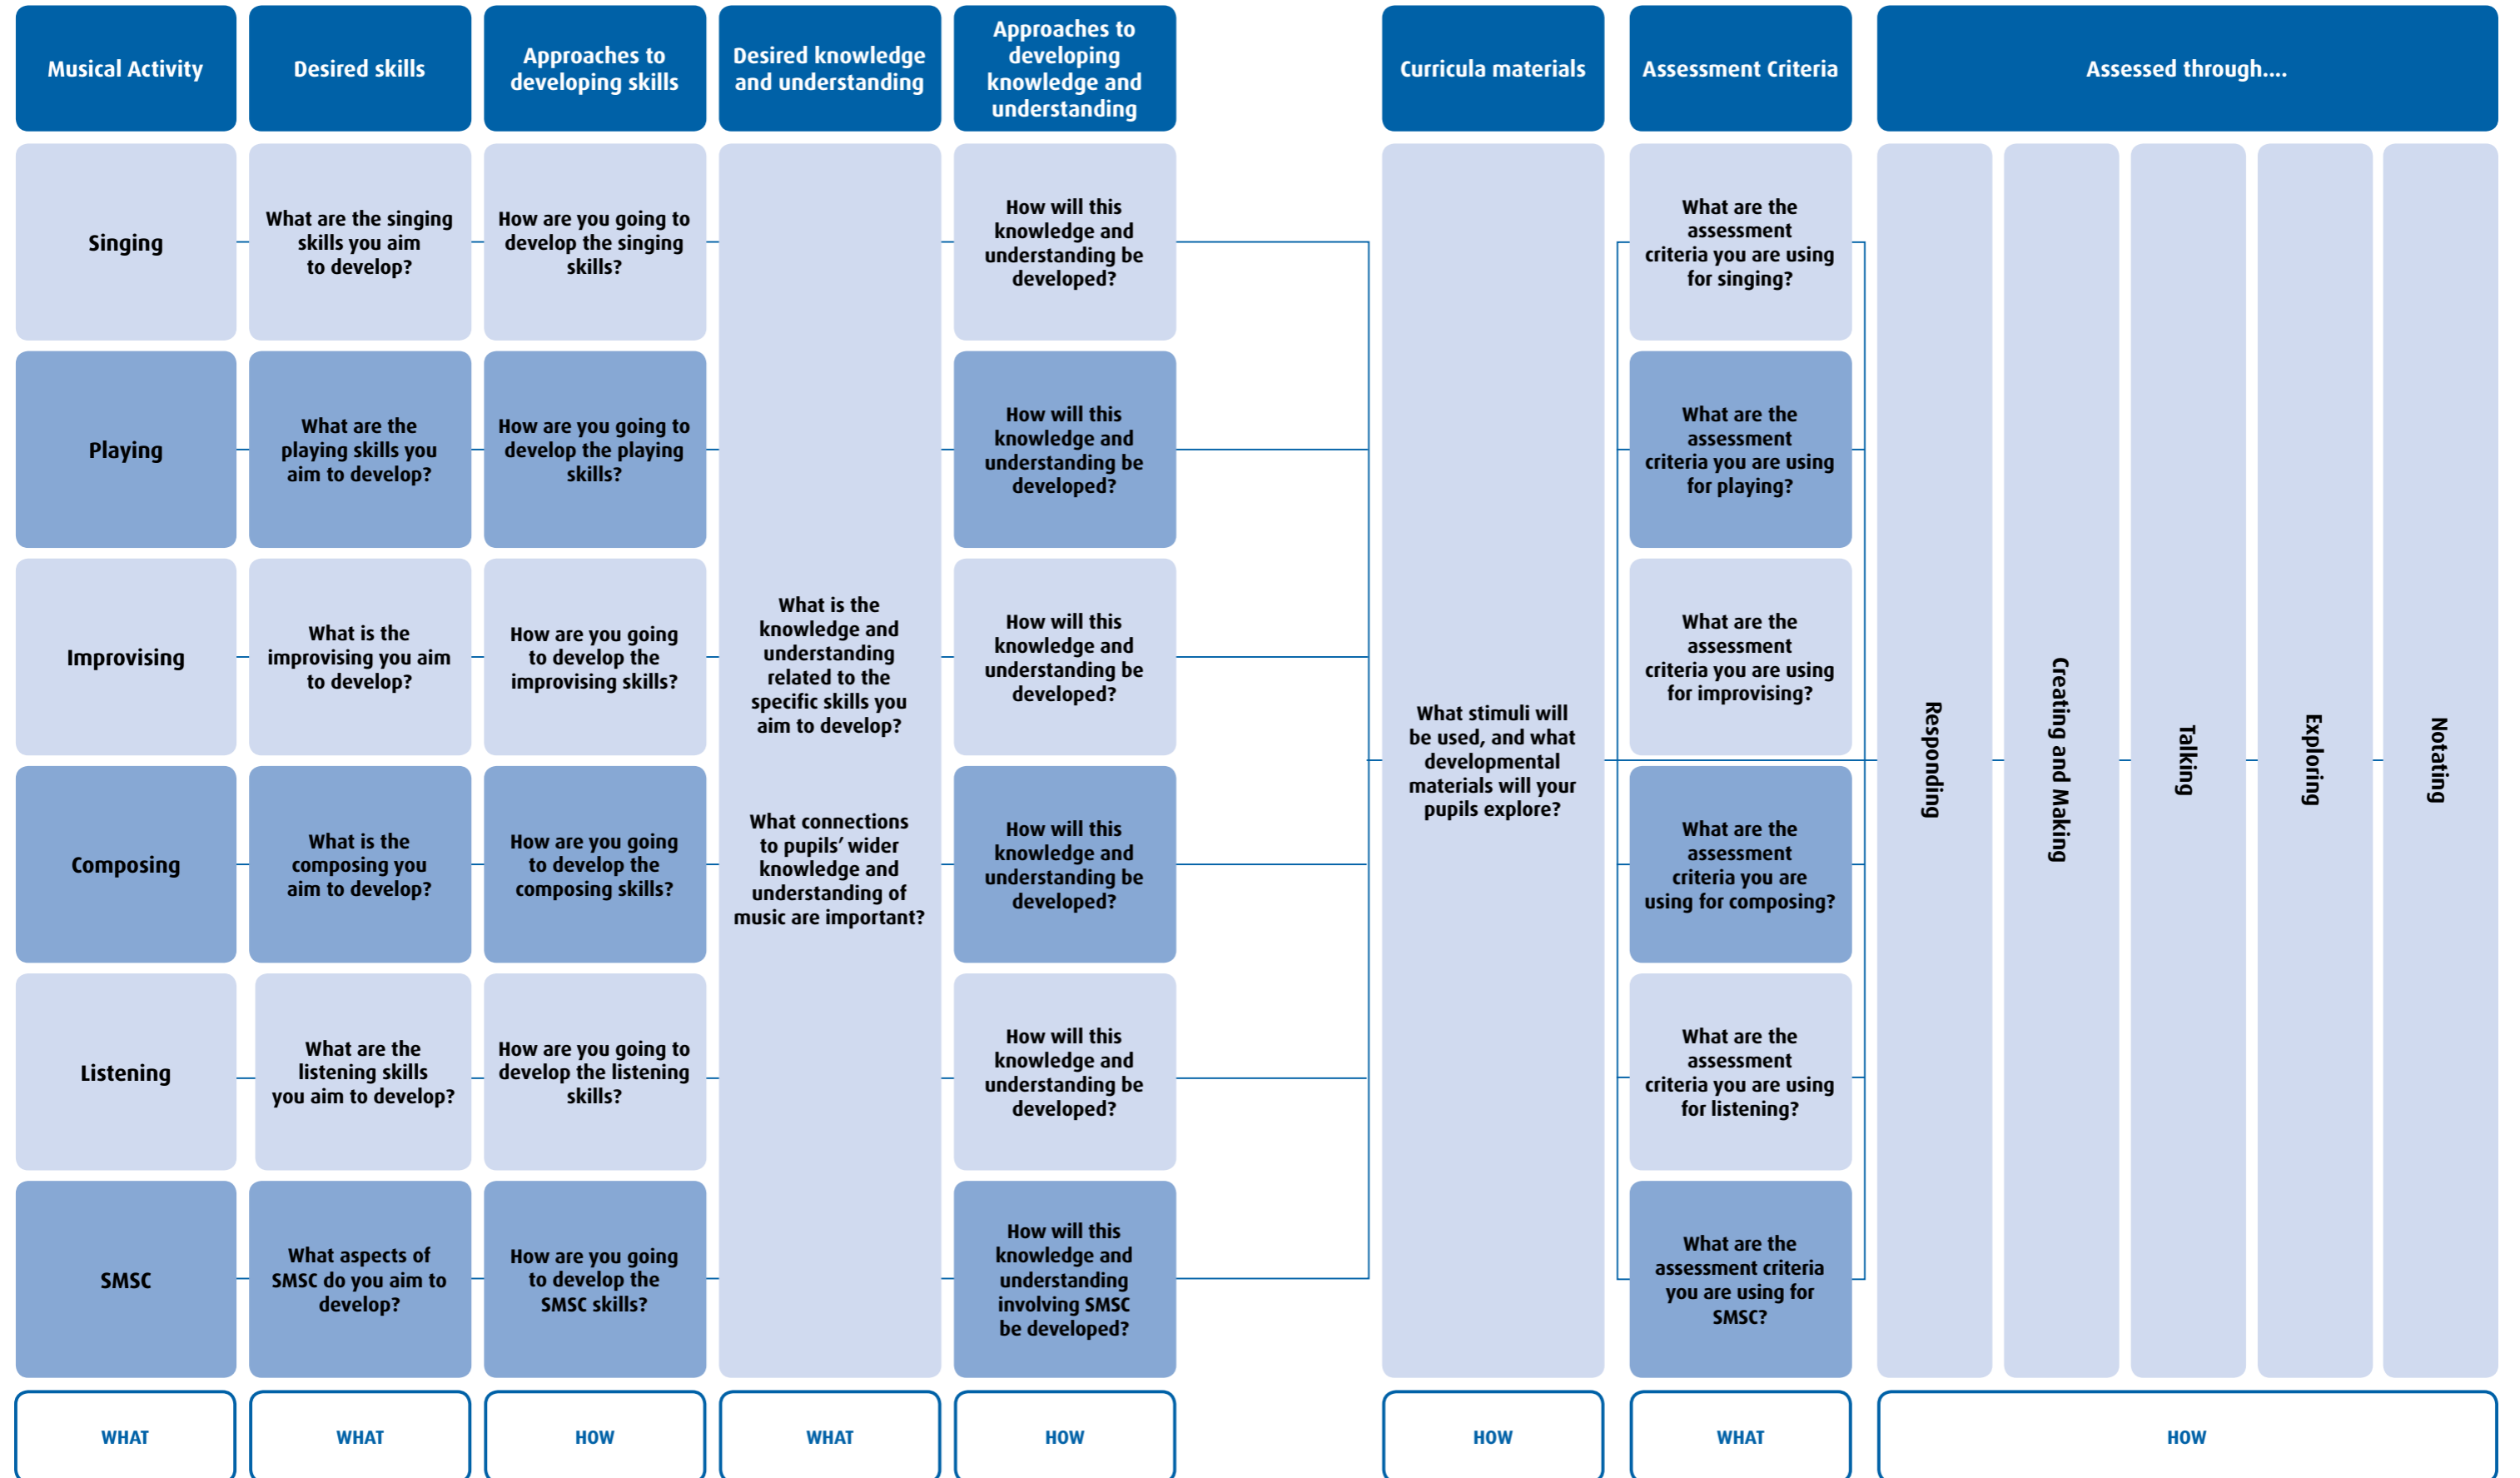 Musical Activity
Desired skills
Approaches to
developing skills
Desired knowledge
and understanding
Approaches to
developing
knowledge and
understanding
Curricula materials
Assessment Criteria
Assessed through....
Singing
What are the singing
skills you aim
to develop?
How are you going to
develop the singing
skills?
How will this
knowledge and
understanding be
developed?
What are the
assessment
criteria you are using
for singing?
Playing
What are the
playing skills you
aim to develop?
How are you going to
develop the playing
skills?
How will this
knowledge and
understanding be
developed?
What are the
assessment
criteria you are using
for playing?
Improvising
What is the
improvising you aim
to develop?
How are you going
to develop the
improvising skills?
What is the
knowledge and
understanding
related to the
specific skills you
aim to develop?
How will this
knowledge and
understanding be
developed?
What are the
assessment
criteria you are using
for improvising?
What stimuli will
be used, and what
developmental
materials will your
pupils explore?
Responding
Creating and Making
Talking
Exploring
Notating
Composing
What is the
composing you
aim to develop?
How are you going
to develop the
composing skills?
What connections
to pupils’ wider
knowledge and
understanding of
music are important?
How will this
knowledge and
understanding be
developed?
What are the
assessment
criteria you are
using for composing?
Listening
What are the
listening skills
you aim to develop?
How are you going to
develop the listening
skills?
How will this
knowledge and
understanding be
developed?
What are the
assessment
criteria you are using
for listening?
SMSC
What aspects of
SMSC do you aim to
develop?
How are you going
to develop the
SMSC skills?
How will this
knowledge and
understanding
involving SMSC
be developed?
What are the
assessment criteria
you are using for
SMSC?
WHAT
WHAT
HOW
WHAT
HOW
HOW
WHAT
HOW